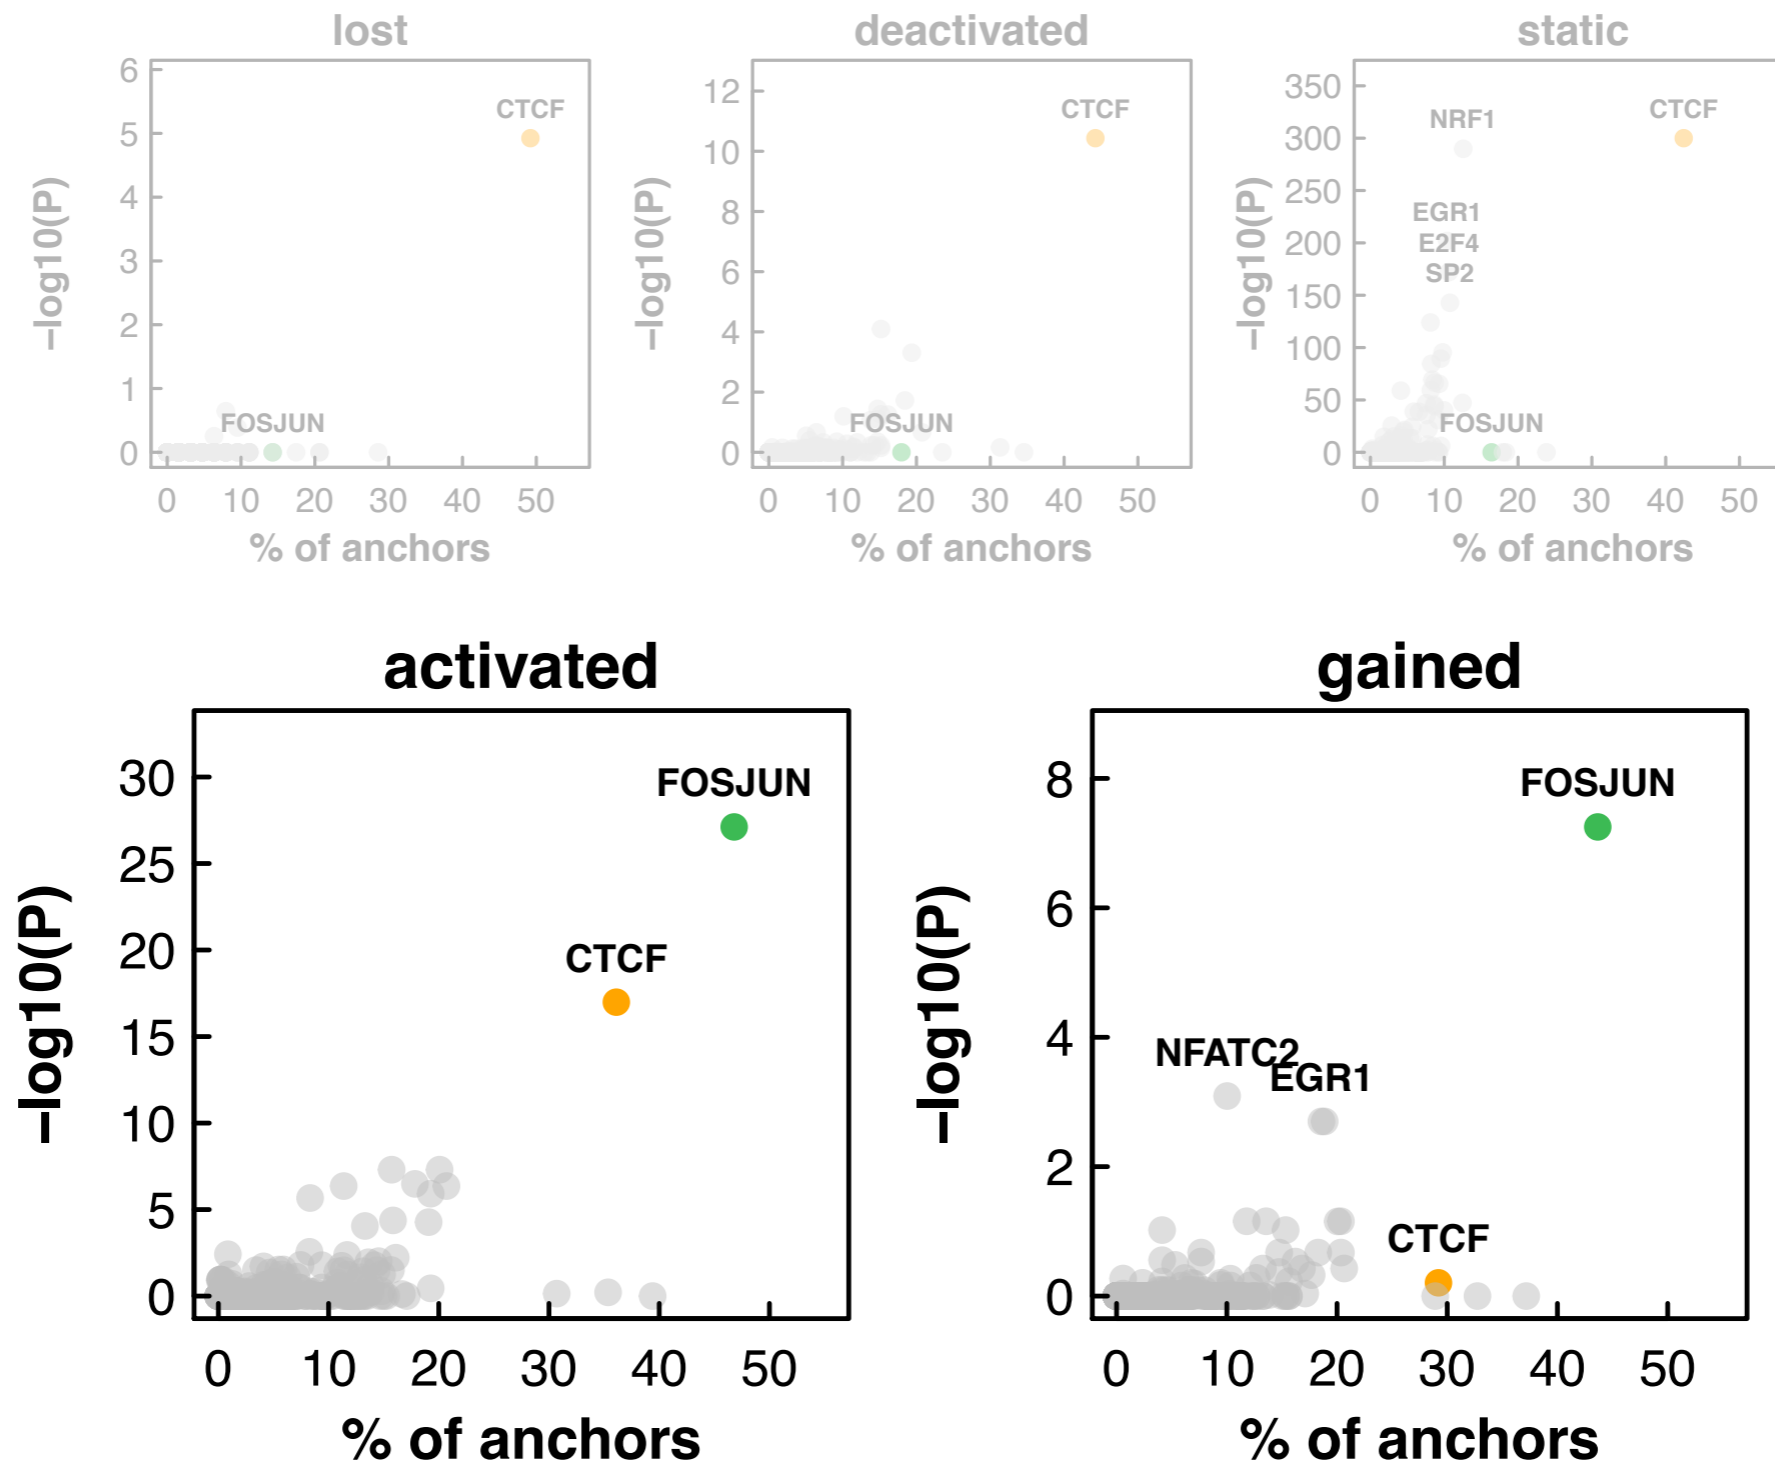 lost
6
5
4
3
2
1
0
−log10(P)
CTCF
FOSJUN
0 10 20 30 40 50
% of anchors
deactivated
12
10
8
6
4
2
0
−log10(P)
CTCF
FOSJUN
0 10 20 30 40 50
% of anchors
static
350
300
250
200
150
100
50
0
−log10(P)
NRF1
CTCF
EGR1
E2F4
SP2
FOSJUN
0 10 20 30 40 50
% of anchors
activated
30
25
20
15
10
5
0
−log10(P)
FOSJUN
CTCF
0 10 20 30 40 50
% of anchors
gained
8
6
4
2
0
−log10(P)
FOSJUN
NFATC2
EGR1
CTCF
0 10 20 30 40 50
% of anchors